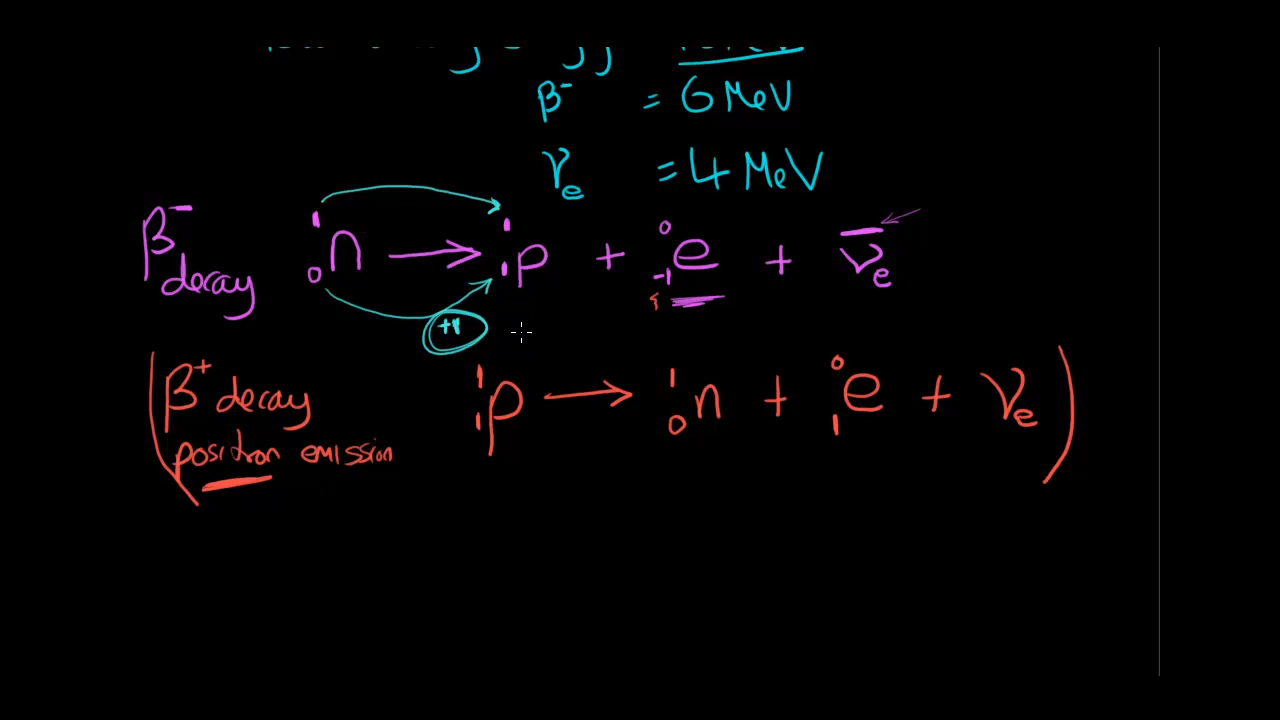 β⁻ = 6 MeV
νₑ = 4 MeV
β⁻ decay ¹₀n → ¹₁p + ⁰₋₁e + ν̅ₑ
+1
β⁺ decay ¹₁p → ¹₀n + ⁰₁e + νₑ
positron emission